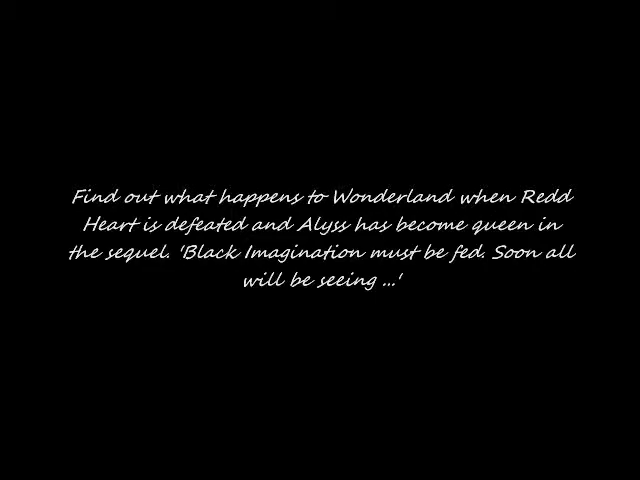 Find out what happens to Wonderland when Redd
Heart is defeated and Alyss has become queen in
the sequel. 'Black Imagination must be fed. Soon all
will be seeing ...'